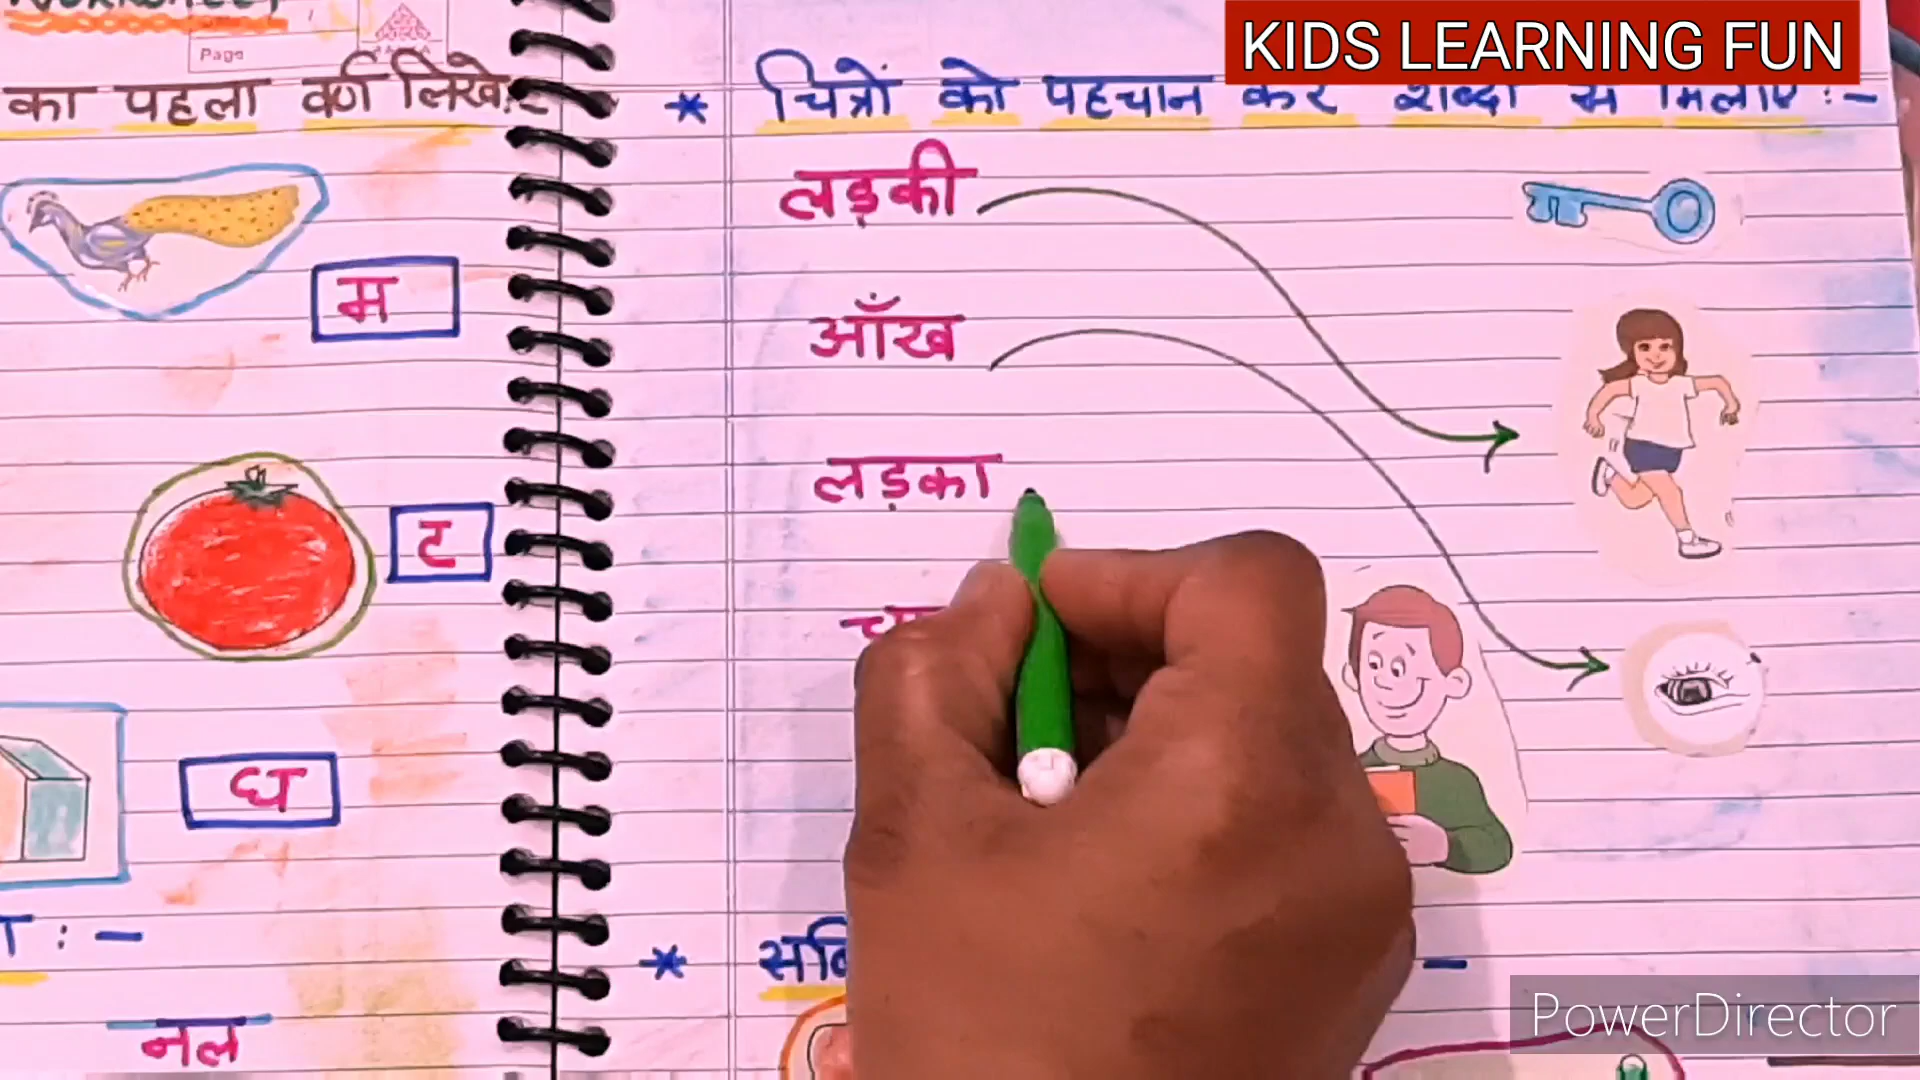 KIDS LEARNING FUN
Page
का पहला वर्ण लिखे:-
म
ट
घ
नल
* चित्रों को पहचान कर शब्दों से मिलाए :-
लड़की
आँख
लड़का
PowerDirector